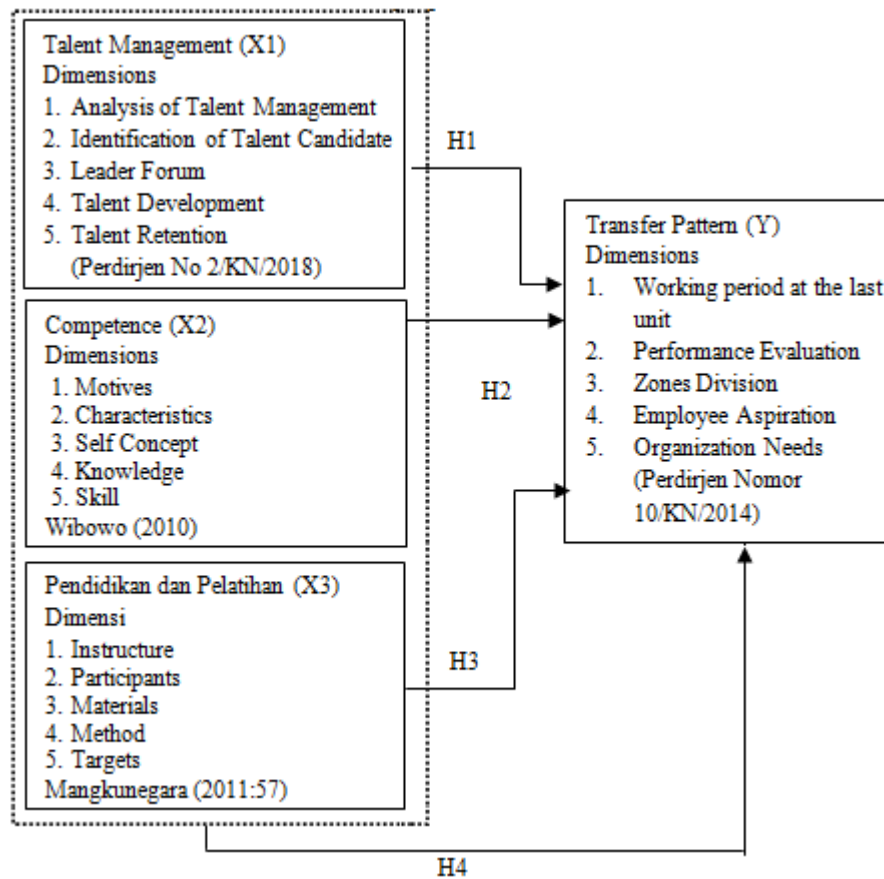 Talent Management (X1)
Dimensions
1. Analysis of Talent Management
2. Identification of Talent Candidate
3. Leader Forum
4. Talent Development
5. Talent Retention
(Perdirjen No 2/KN/2018)
H1
Competence (X2)
Dimensions
1. Motives
2. Characteristics
3. Self Concept
4. Knowledge
5. Skill
Wibowo (2010)
H2
Pendidikan dan Pelatihan (X3)
Dimensi
1. Instructure
2. Participants
3. Materials
4. Method
5. Targets
Mangkunegara (2011:57)
H3
Transfer Pattern (Y)
Dimensions
1. Working period at the last
unit
2. Performance Evaluation
3. Zones Division
4. Employee Aspiration
5. Organization Needs
(Perdirjen Nomor
10/KN/2014)
H4